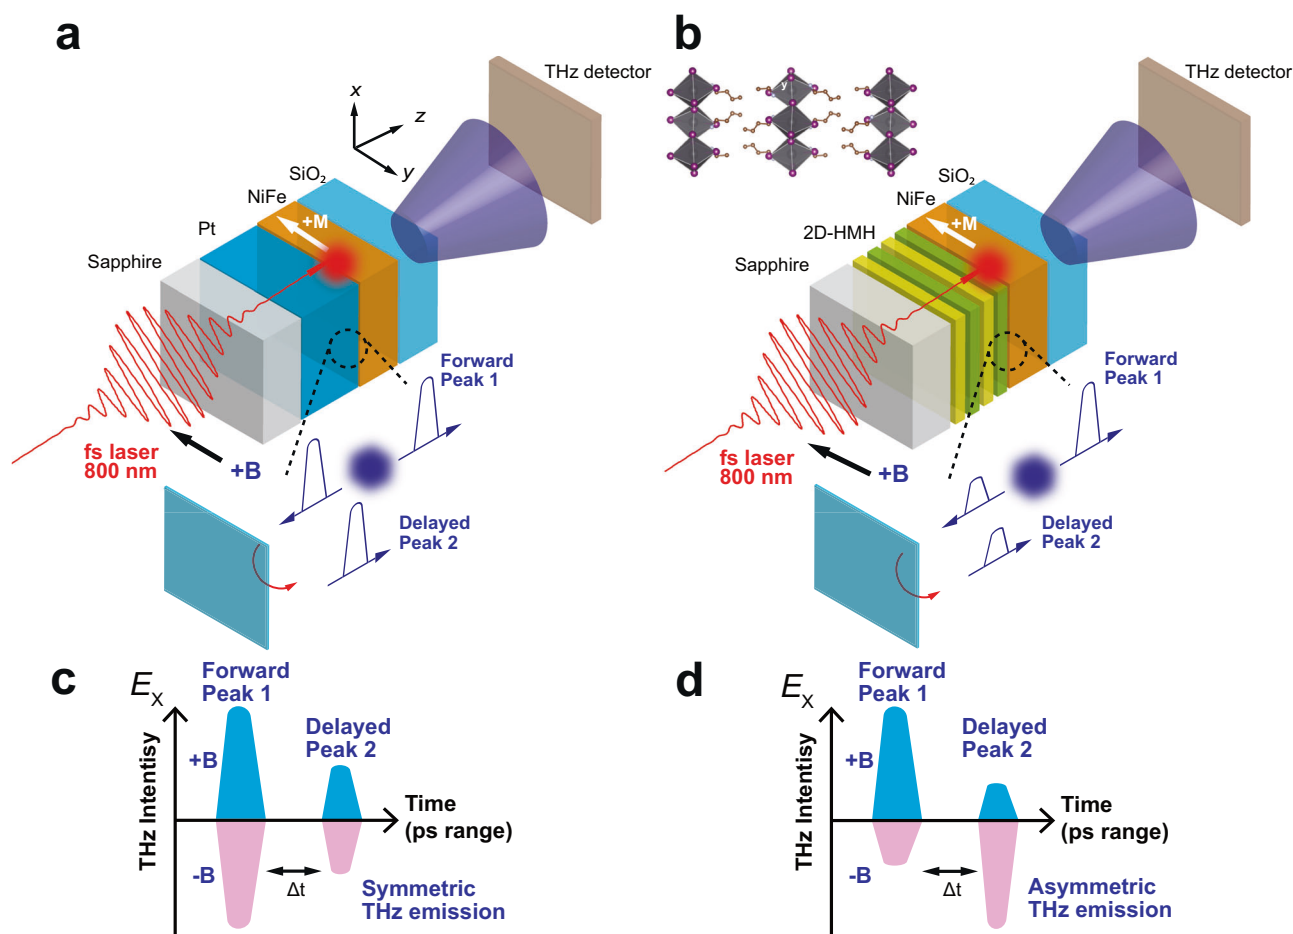 a
THz detector
x
z
y
SiO₂
NiFe
+M
Pt
Sapphire
Forward
Peak 1
fs laser
800 nm
+B
Delayed
Peak 2
b
y
THz detector
SiO₂
NiFe
+M
2D-HMH
Sapphire
Forward
Peak 1
fs laser
800 nm
+B
Delayed
Peak 2
c
Eₓ
Forward
Peak 1
Delayed
Peak 2
+B
THz Intentisy
Time
(ps range)
-B
Δt
Symmetric
THz emission
d
Eₓ
Forward
Peak 1
Delayed
Peak 2
+B
THz Intentisy
Time
(ps range)
-B
Δt
Asymmetric
THz emission